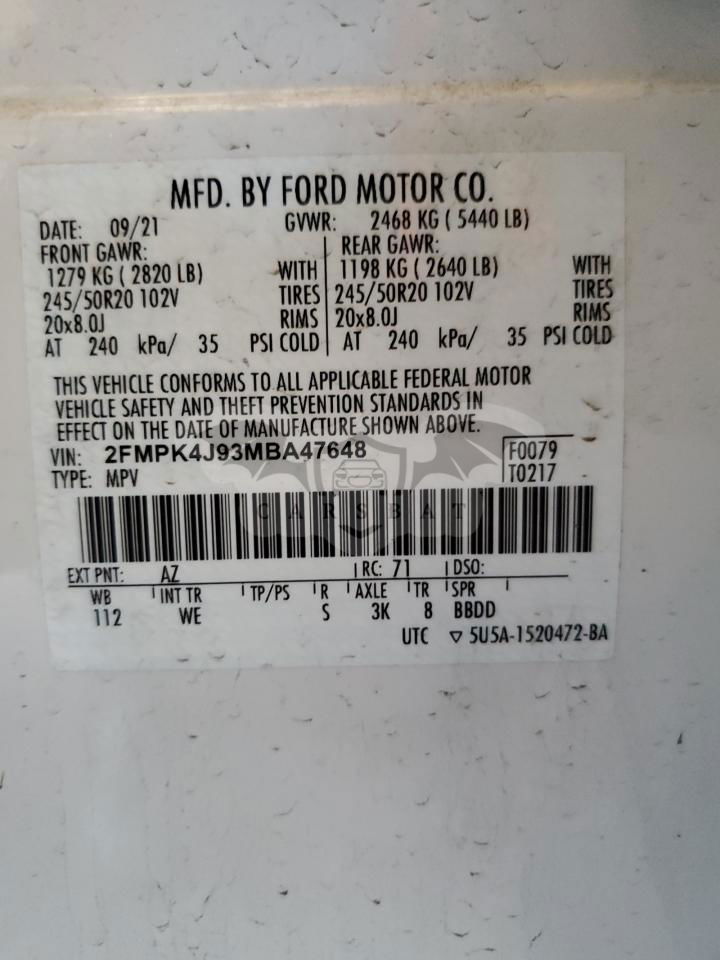 MFD. BY FORD MOTOR CO.
DATE: 09/21 GVWR: 2468 KG ( 5440 LB)
FRONT GAWR: REAR GAWR:
1279 KG ( 2820 LB) WITH 1198 KG ( 2640 LB) WITH
245/50R20 102V TIRES 245/50R20 102V TIRES
20x8.0J RIMS 20x8.0J RIMS
AT 240 kPa/ 35 PSI COLD AT 240 kPa/ 35 PSI COLD
THIS VEHICLE CONFORMS TO ALL APPLICABLE FEDERAL MOTOR
VEHICLE SAFETY AND THEFT PREVENTION STANDARDS IN
EFFECT ON THE DATE OF MANUFACTURE SHOWN ABOVE.
VIN: 2FMPK4J93MBA47648 F0079
TYPE: MPV T0217
CARSBAT
EXT PNT: AZ RC: 71 DSO:
WB INT TR TP/PS R AXLE TR SPR
112 WE S 3K 8 BBDD
UTC ▽ 5U5A-1520472-BA